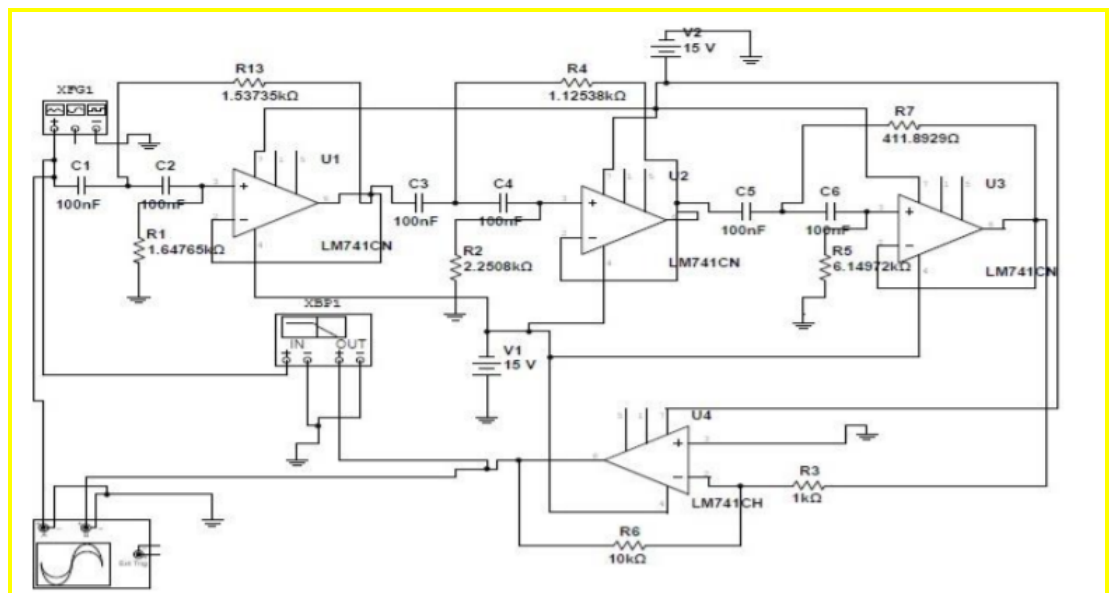 V2
15 V
R13
1.53735kΩ
R4
1.12538kΩ
XFG1
R7
411.8929Ω
C1
100nF
C2
100nF
U1
C3
100nF
C4
100nF
U2
C5
100nF
C6
100nF
U3
R1
1.64765kΩ
LM741CN
R2
2.2508kΩ
LM741CN
R5
6.14972kΩ
LM741CN
XBP1
IN OUT
V1
15 V
U4
R3
1kΩ
LM741CH
R6
10kΩ
Ext Trig